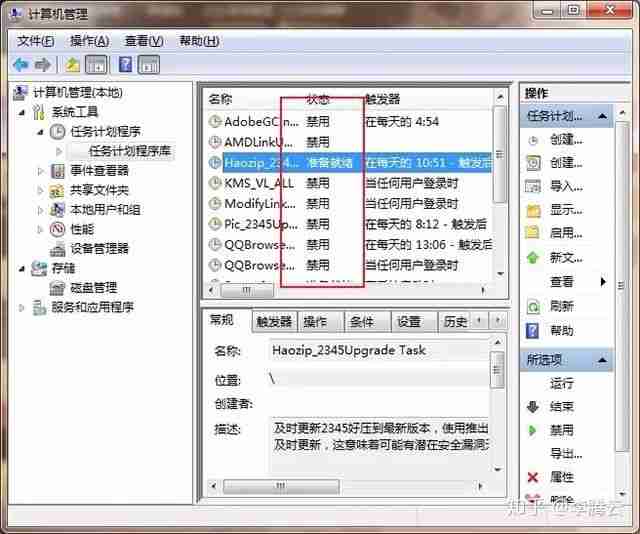 计算机管理
文件(F) 操作(A) 查看(V) 帮助(H)
计算机管理(本地)
系统工具
任务计划程序
任务计划程序库
事件查看器
共享文件夹
本地用户和组
性能
设备管理器
存储
磁盘管理
服务和应用程序
名称 状态 触发器
AdobeGCIn... 禁用 在每天的 4:54
AMDLinkU... 禁用
Haozip_234... 准备就绪 在每天的 10:51 - 触发后
KMS_VL_ALL 禁用 当任何用户登录时
ModifyLink... 禁用 当任何用户登录时
Pic_2345Up... 禁用 在每天的 8:12 - 触发后
QQBrowse... 禁用 在每天的 13:06 - 触发后
QQBrowse... 禁用 当任何用户登录时
常规 触发器 操作 条件 设置 历史
名称: Haozip_2345Upgrade Task
位置: \
创建者:
描述: 及时更新2345好压到最新版本，使用推出
及时更新，这意味着可能有潜在安全漏洞
操作
任务计划...
创建...
创建...
导入...
显示...
启用...
新文...
查看
刷新
帮助
所选项
运行
结束
禁用
导出...
属性
删除
知乎 @李腾云